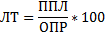 ЛТ = ППЛ / ОПР * 100